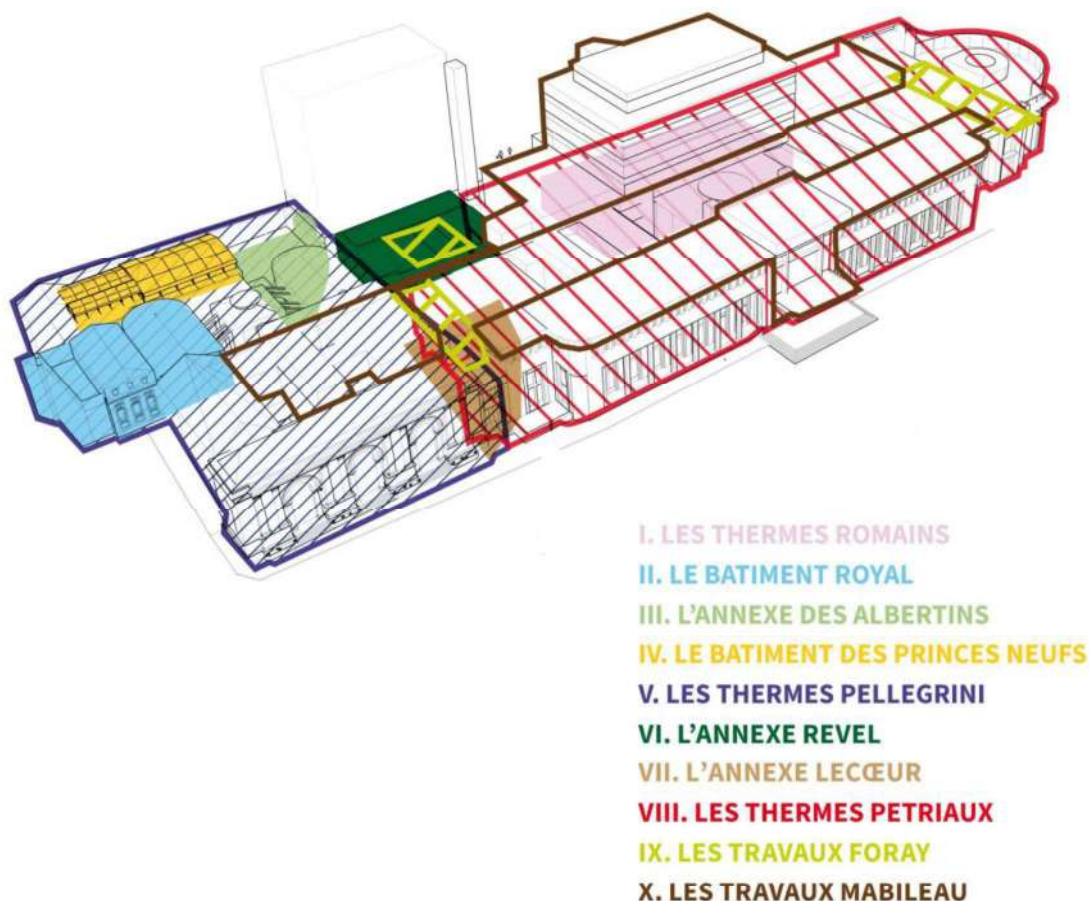 I. LES THERMES ROMAINS
II. LE BATIMENT ROYAL
III. L'ANNEXE DES ALBERTINS
IV. LE BATIMENT DES PRINCES NEUFS
V. LES THERMES PELLEGRINI
VI. L'ANNEXE REVEL
VII. L'ANNEXE LECŒUR
VIII. LES THERMES PETRIAUX
IX. LES TRAVAUX FORAY
X. LES TRAVAUX MABILEAU